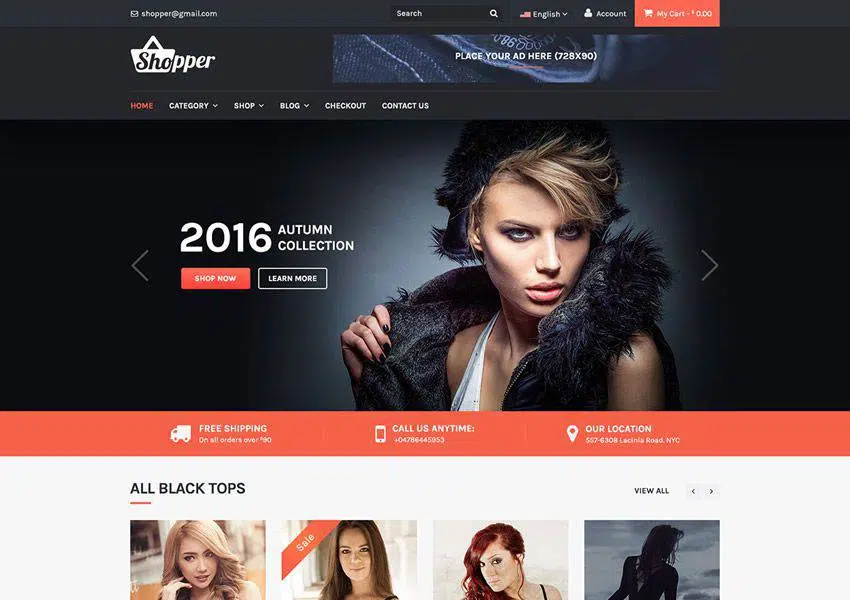 shopper@gmail.com
Search
English
Account
My Cart - $ 0.00
Shopper
PLACE YOUR AD HERE (728X90)
HOME
CATEGORY
SHOP
BLOG
CHECKOUT
CONTACT US
2016 AUTUMN
COLLECTION
SHOP NOW
LEARN MORE
FREE SHIPPING
On all orders over $90
CALL US ANYTIME:
+04786445953
OUR LOCATION
557-6308 Lacinia Road. NYC
ALL BLACK TOPS
VIEW ALL
Sale